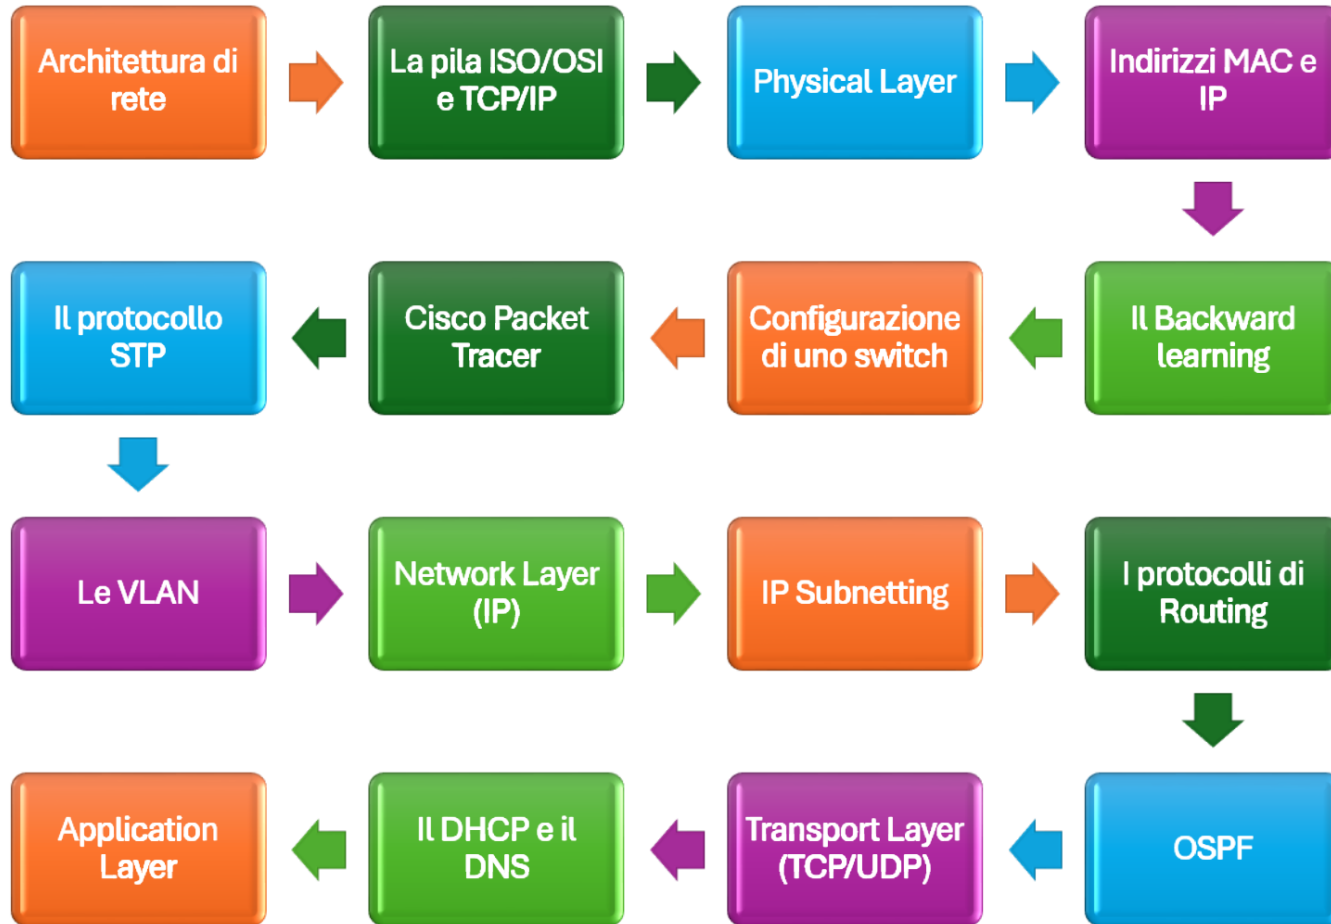 Architettura di
rete
La pila ISO/OSI
e TCP/IP
Physical Layer
Indirizzi MAC e
IP
Il Backward
learning
Configurazione
di uno switch
Cisco Packet
Tracer
Il protocollo
STP
Le VLAN
Network Layer
(IP)
IP Subnetting
I protocolli di
Routing
OSPF
Transport Layer
(TCP/UDP)
Il DHCP e il
DNS
Application
Layer